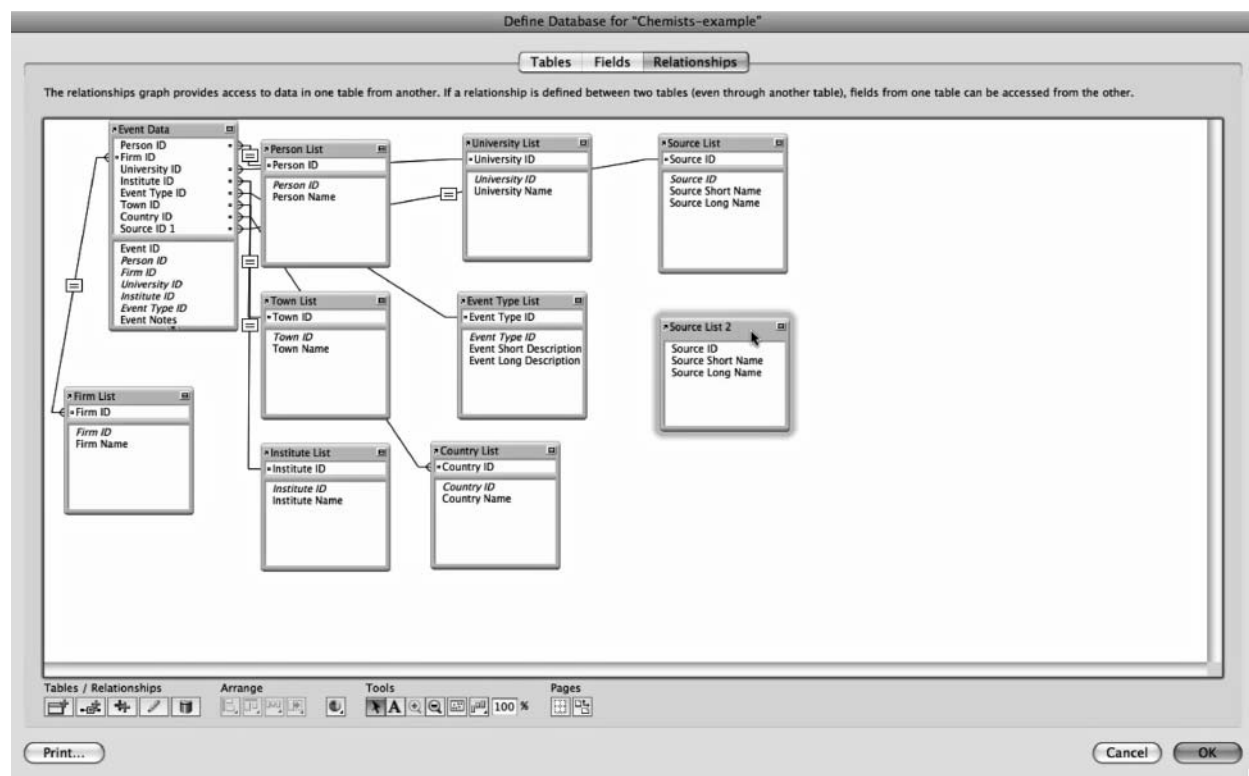 Define Database for "Chemists-example"
Tables Fields Relationships
The relationships graph provides access to data in one table from another. If a relationship is defined between two tables (even through another table), fields from one table can be accessed from the other.
Event Data
Person ID
Firm ID
University ID
Institute ID
Event Type ID
Town ID
Country ID
Source ID 1
Event ID
Person ID
Firm ID
University ID
Institute ID
Event Type ID
Event Notes
Person List
Person ID
Person ID
Person Name
University List
University ID
University ID
University Name
Source List
Source ID
Source ID
Source Short Name
Source Long Name
Town List
Town ID
Town ID
Town Name
Event Type List
Event Type ID
Event Type ID
Event Short Description
Event Long Description
Source List 2
Source ID
Source Short Name
Source Long Name
Firm List
Firm ID
Firm ID
Firm Name
Institute List
Institute ID
Institute ID
Institute Name
Country List
Country ID
Country ID
Country Name
Tables / Relationships Arrange Tools Pages
A 100 %
Print... Cancel OK